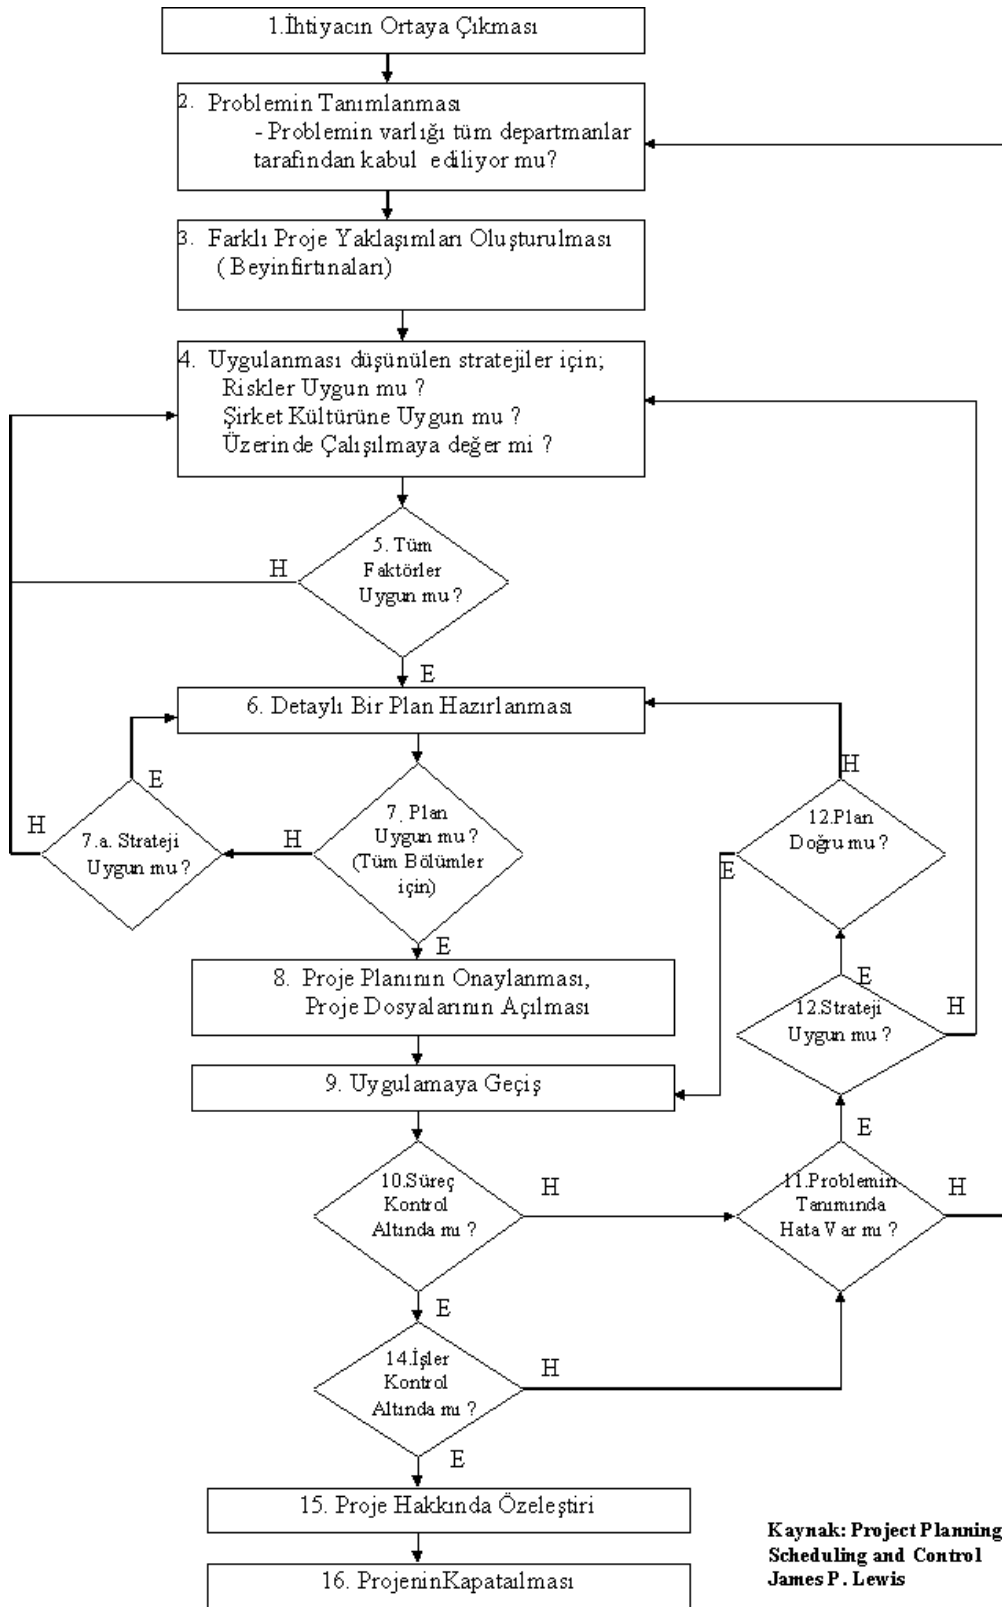 1.İhtiyacın Ortaya Çıkması
2. Problemin Tanımlanması
- Problemin varlığı tüm departmanlar
tarafından kabul ediliyor mu?
3. Farklı Proje Yaklaşımları Oluşturulması
( Beyinfırtınaları)
4. Uygulanması düşünülen stratejiler için;
Riskler Uygun mu ?
Şirket Kültürüne Uygun mu ?
Üzerinde Çalışılmaya değer mi ?
5. Tüm
Faktörler
Uygun mu ?
H
E
6. Detaylı Bir Plan Hazırlanması
E
H
7.a. Strateji
Uygun mu ?
H
7. Plan
Uygun mu ?
(Tüm Bölümler
için)
E
H
12.Plan
Doğru mu ?
E
8. Proje Planının Onaylanması,
Proje Dosyalarının Açılması
E
12.Strateji
Uygun mu ?
H
9. Uygulamaya Geçiş
E
10.Süreç
Kontrol
Altında mı ?
H
11.Problemin
Tanımında
Hata Var mı ?
H
E
14.İşler
Kontrol
Altında mı ?
H
E
15. Proje Hakkında Özeleştiri
16. ProjeninKapataılması
Kaynak: Project Planning
Scheduling and Control
James P. Lewis